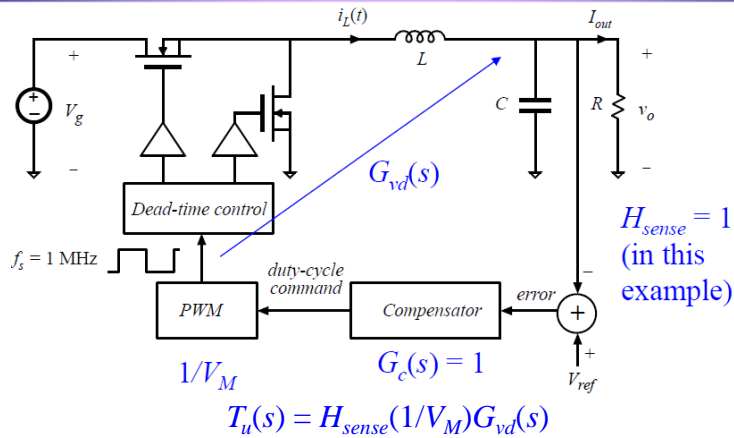 i_L(t)
I_out
L
+
V_g
−
C
R
+
v_o
−
G_vd(s)
Dead-time control
H_sense = 1
(in this
example)
f_s = 1 MHz
duty-cycle
command
error
−
PWM
Compensator
+
+
V_ref
1/V_M
G_c(s) = 1
T_u(s) = H_sense(1/V_M)G_vd(s)